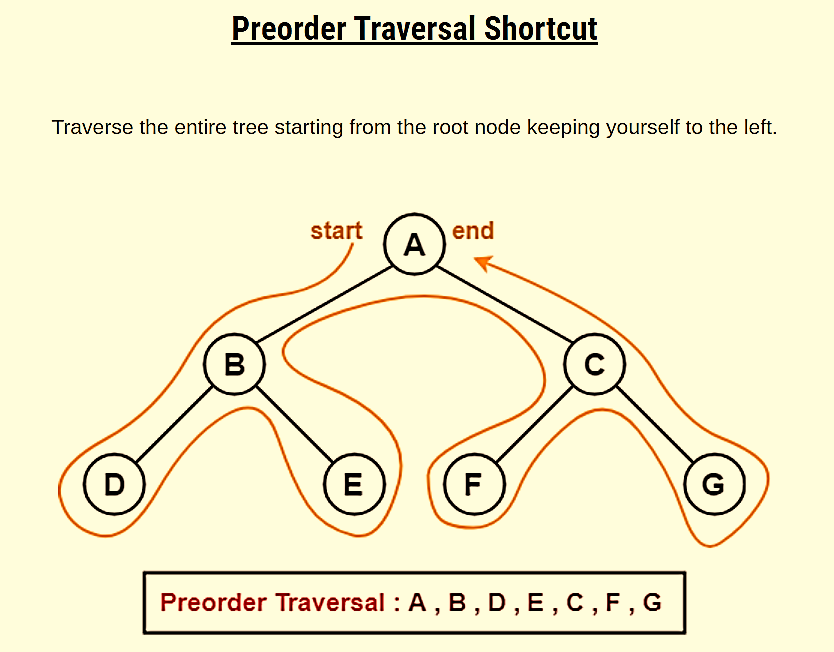 Preorder Traversal Shortcut
Traverse the entire tree starting from the root node keeping yourself to the left.
start
A
end
B
C
D
E
F
G
Preorder Traversal : A , B , D , E , C , F , G